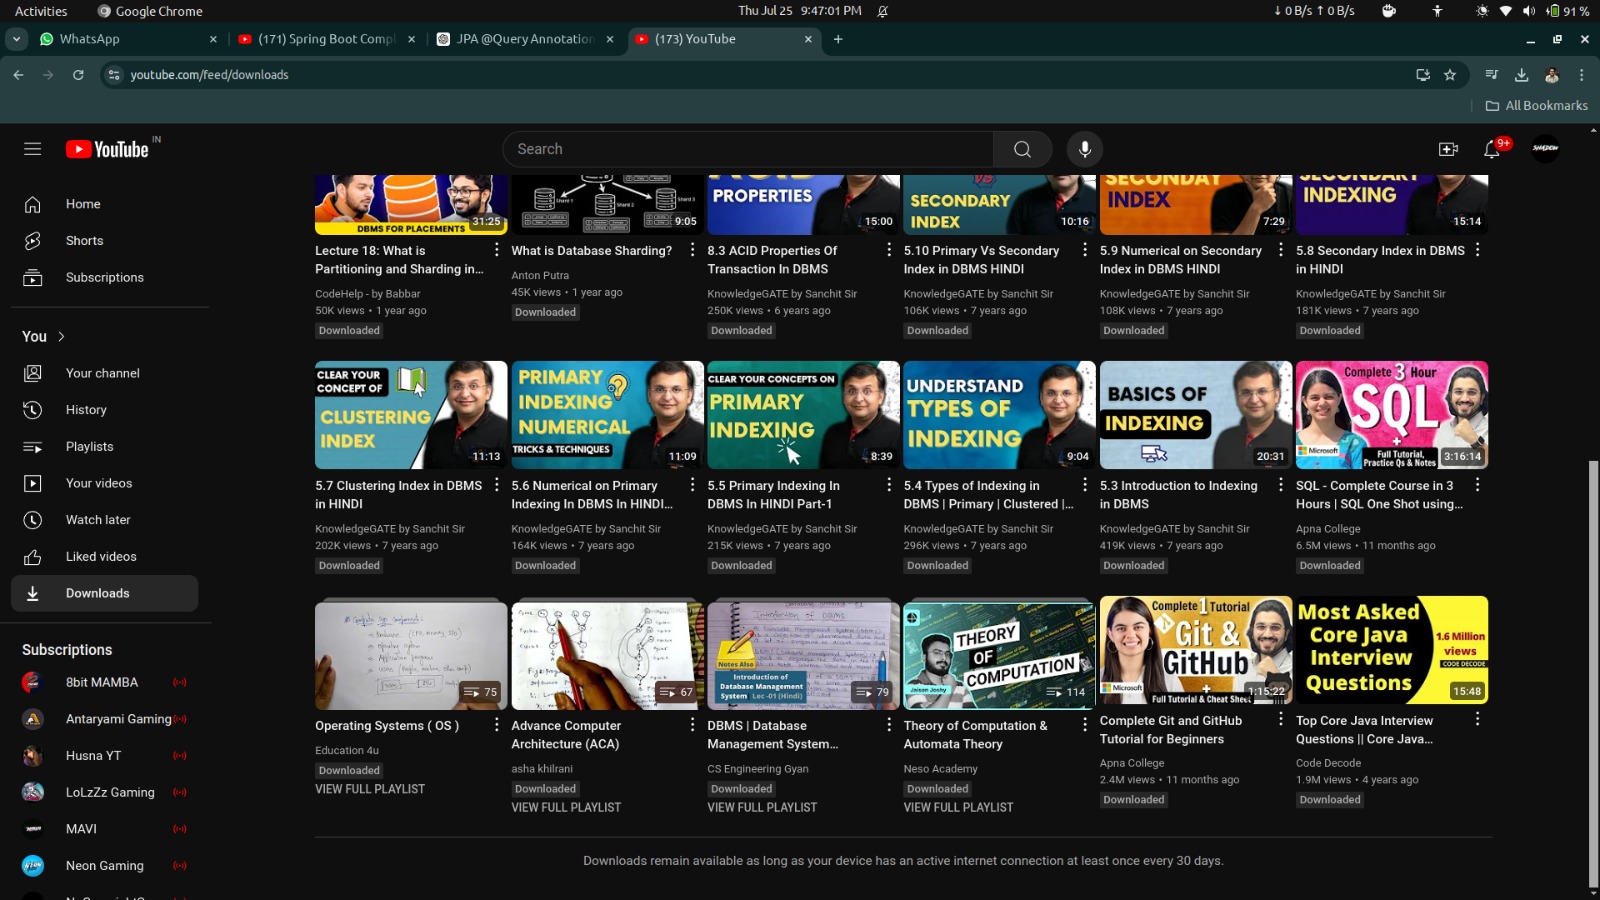 Activities
Google Chrome
Thu Jul 25 9:47:01 PM
↓ 0 B/s ↑ 0 B/s
91 %
WhatsApp
(171) Spring Boot Compl
JPA @Query Annotation
(173) YouTube
youtube.com/feed/downloads
All Bookmarks
YouTube IN
Search
9+
SHADOW
Home
Shorts
Subscriptions
You
Your channel
History
Playlists
Your videos
Watch later
Liked videos
Downloads
Subscriptions
8bit MAMBA
Antaryami Gaming
Husna YT
LoLzZz Gaming
MAVI
Neon Gaming
DBMS FOR PLACEMENTS
31:25
Lecture 18: What is
Partitioning and Sharding in...
CodeHelp - by Babbar
50K views • 1 year ago
Downloaded
Shard 1
Shard 2
Shard 3
9:05
What is Database Sharding?
Anton Putra
45K views • 1 year ago
Downloaded
ACID
PROPERTIES
15:00
8.3 ACID Properties Of
Transaction In DBMS
KnowledgeGATE by Sanchit Sir
250K views • 6 years ago
Downloaded
VS
SECONDARY
INDEX
10:16
5.10 Primary Vs Secondary
Index in DBMS HINDI
KnowledgeGATE by Sanchit Sir
106K views • 7 years ago
Downloaded
SECONDAY
INDEX
7:29
5.9 Numerical on Secondary
Index in DBMS HINDI
KnowledgeGATE by Sanchit Sir
108K views • 7 years ago
Downloaded
SECONDARY
INDEXING
15:14
5.8 Secondary Index in DBMS
in HINDI
KnowledgeGATE by Sanchit Sir
181K views • 7 years ago
Downloaded
CLEAR YOUR
CONCEPT OF
CLUSTERING
INDEX
11:13
5.7 Clustering Index in DBMS
in HINDI
KnowledgeGATE by Sanchit Sir
202K views • 7 years ago
Downloaded
PRIMARY
INDEXING
NUMERICAL
TRICKS & TECHNIQUES
11:09
5.6 Numerical on Primary
Indexing In DBMS In HINDI...
KnowledgeGATE by Sanchit Sir
164K views • 7 years ago
Downloaded
CLEAR YOUR CONCEPTS ON
PRIMARY
INDEXING
8:39
5.5 Primary Indexing In
DBMS In HINDI Part-1
KnowledgeGATE by Sanchit Sir
215K views • 7 years ago
Downloaded
UNDERSTAND
TYPES OF
INDEXING
9:04
5.4 Types of Indexing in
DBMS | Primary | Clustered |...
KnowledgeGATE by Sanchit Sir
296K views • 7 years ago
Downloaded
BASICS OF
INDEXING
20:31
5.3 Introduction to Indexing
in DBMS
KnowledgeGATE by Sanchit Sir
419K views • 7 years ago
Downloaded
Complete 3 Hour
SQL
+
Microsoft
Full Tutorial,
Practice Qs & Notes
3:16:14
SQL - Complete Course in 3
Hours | SQL One Shot using...
Apna College
6.5M views • 11 months ago
Downloaded
75
Operating Systems ( OS )
Education 4u
Downloaded
VIEW FULL PLAYLIST
67
Advance Computer
Architecture (ACA)
asha khilrani
Downloaded
VIEW FULL PLAYLIST
Introduction of DBMS
Notes Also
Introduction of
Database Management
System Lec-01 (Hindi)
79
DBMS | Database
Management System...
CS Engineering Gyan
Downloaded
VIEW FULL PLAYLIST
THEORY
OF
COMPUTATION
Jaison Joshy
114
Theory of Computation &
Automata Theory
Neso Academy
Downloaded
VIEW FULL PLAYLIST
Complete 1 Tutorial
Git &
GitHub
+
Microsoft
Full Tutorial & Cheat Sheet
1:15:22
Complete Git and GitHub
Tutorial for Beginners
Apna College
2.4M views • 11 months ago
Downloaded
Most Asked
Core Java
Interview
Questions
1.6 Million
views
CODE DECODE
15:48
Top Core Java Interview
Questions || Core Java...
Code Decode
1.9M views • 4 years ago
Downloaded
Downloads remain available as long as your device has an active internet connection at least once every 30 days.